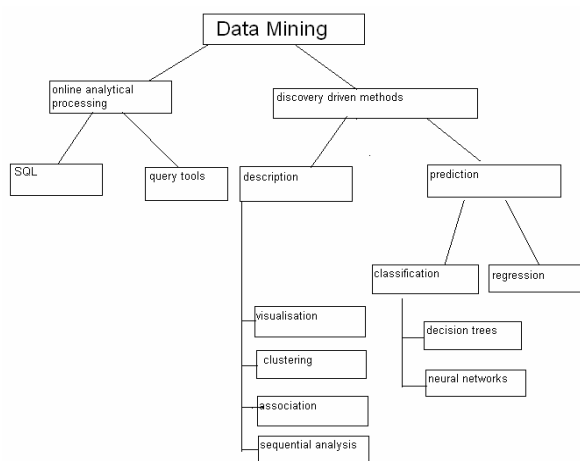 Data Mining
online analytical
processing
discovery driven methods
SQL
query tools
description
prediction
classification
regression
visualisation
clustering
association
sequential analysis
decision trees
neural networks